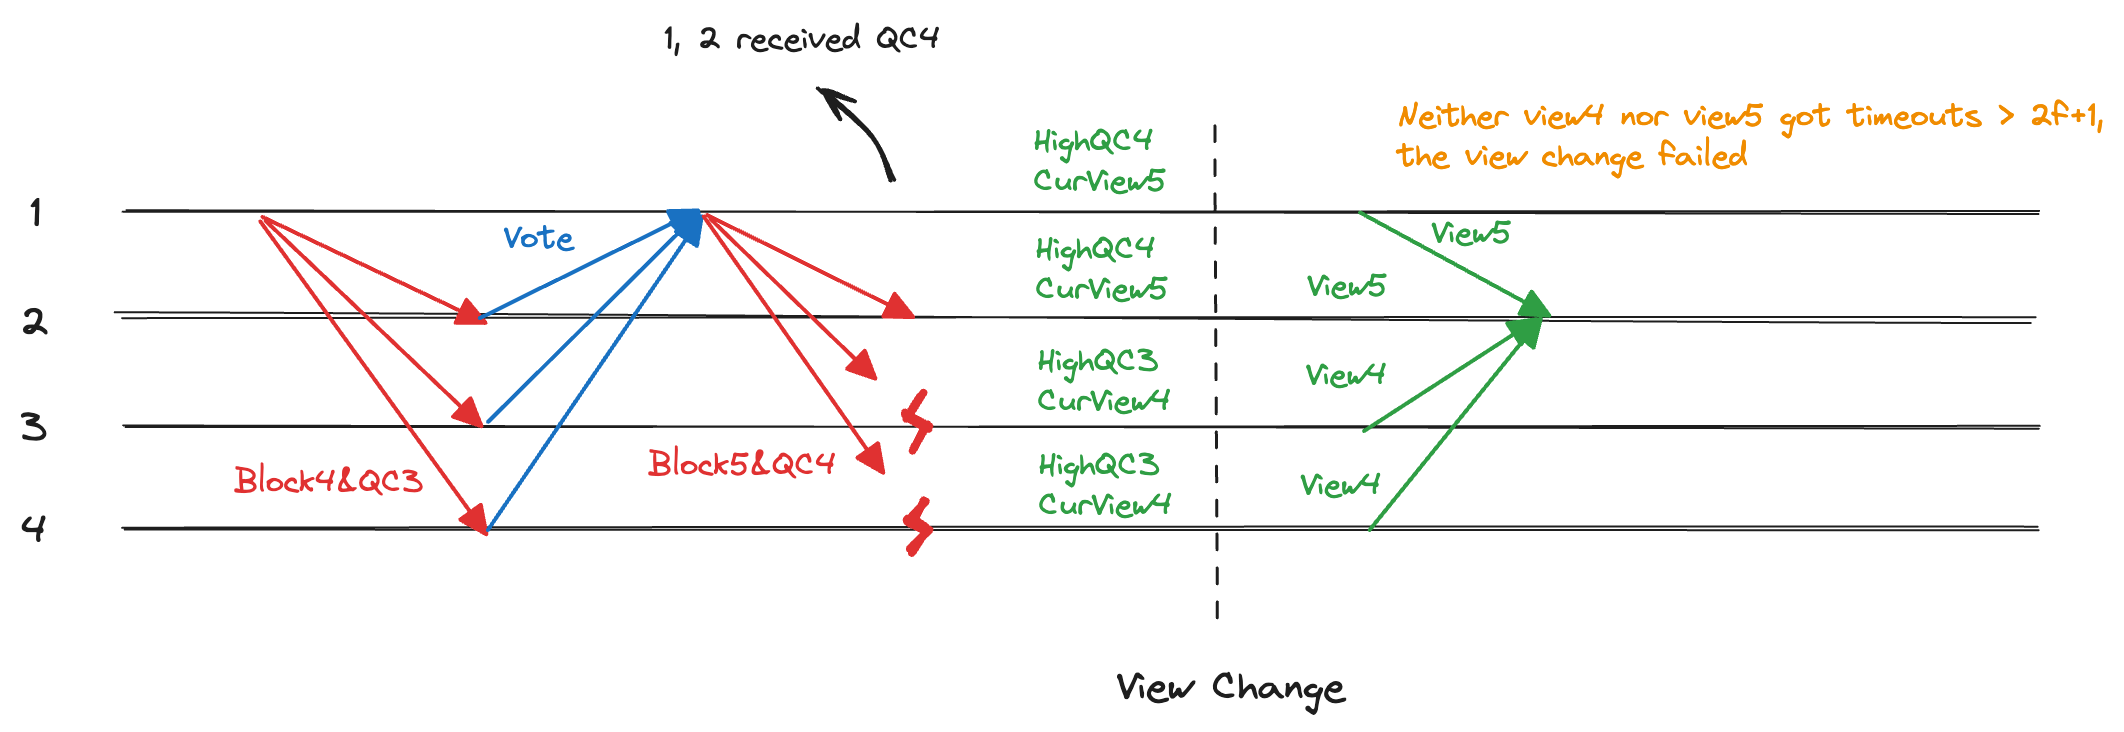 1, 2 received QC4
Neither view4 nor view5 got timeouts > 2f+1,
the view change failed
HighQC4
CurView5
1
Vote
View5
HighQC4
CurView5
View5
2
HighQC3
CurView4
View4
3
Block4&QC3
Block5&QC4
HighQC3
CurView4
View4
4
View Change